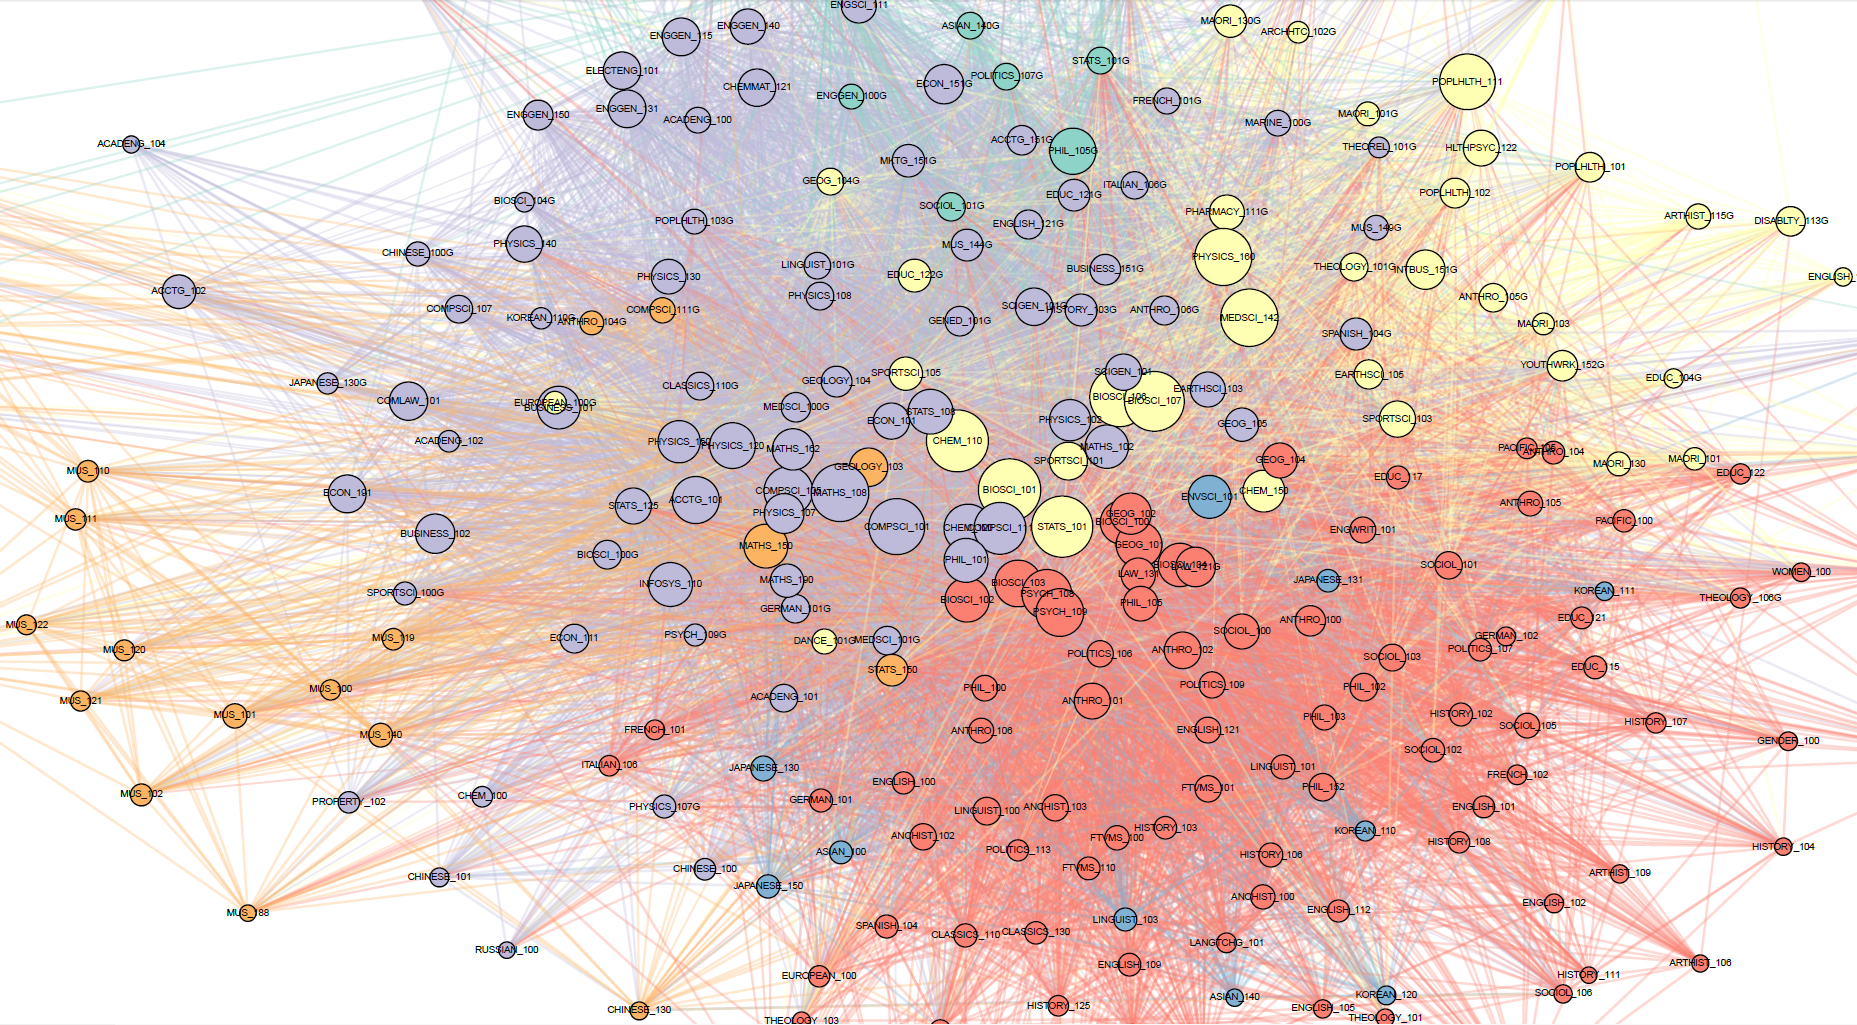 ENGSCI_111
ENGGEN_140
ASIAN_140G
MAORI_130G
ARCHHTC_102G
ENGGEN_115
STATS_101G
ELECTENG_101
POLITICS_107G
CHEMMAT_121
ECON_151G
POPLHLTH_111
ENGGEN_100G
FRENCH_101G
ENGGEN_131
ENGGEN_150
ACADENG_100
MARINE_100G
MAORI_101G
ACADENG_104
ACCTG_151G
PHIL_105G
THEOREL_101G
HLTHPSYC_122
MKTG_151G
POPLHLTH_101
GEOG_104G
ITALIAN_106G
EDUC_121G
POPLHLTH_102
BIOSCI_104G
SOCIOL_101G
PHARMACY_111G
ARTHIST_115G
POPLHLTH_103G
ENGLISH_121G
MUS_149G
DISABLTY_113G
PHYSICS_140
MUS_144G
CHINESE_100G
PHYSICS_160
LINGUIST_101G
BUSINESS_151G
THEOLOGY_101G
INTBUS_151G
PHYSICS_130
EDUC_122G
ENGLISH_
ACCTG_102
PHYSICS_108
ANTHRO_105G
COMPSCI_107
COMPSCI_111G
SCIGEN_101G
HISTORY_103G
ANTHRO_106G
KOREAN_110G
ANTHRO_104G
GENED_101G
MEDSCI_142
MAORI_103
SPANISH_104G
YOUTHWRK_152G
SPORTSCI_105
SCIGEN_101
EARTHSCI_105
EDUC_104G
JAPANESE_130G
CLASSICS_110G
GEOLOGY_104
EARTHSCI_103
COMLAW_101
EUROPEAN_100G
BUSINESS_101
MEDSCI_100G
STATS_108
BIOSCI_107
ECON_101
PHYSICS_102
GEOG_105
SPORTSCI_103
ACADENG_102
PHYSICS_150
PHYSICS_120
MATHS_162
CHEM_110
MATHS_102
SPORTSCI_101
GEOG_104
MUS_110
GEOLOGY_103
ANTHRO_104
MAORI_130
MAORI_101
EDUC_122
EDUC_117
ECON_191
STATS_125
ACCTG_101
MATHS_108
BIOSCI_101
ENVSCI_101
CHEM_150
ANTHRO_105
MUS_111
PHYSICS_107
GEOG_102
BIOSCI_100
PACIFIC_100
BUSINESS_102
COMPSCI_101
COMPSCI_111
STATS_101
ENGWRIT_101
BIOSCI_100G
MATHS_150
PHIL_101
GEOG_101
SOCIOL_101
INFOSYS_110
MATHS_190
LAW_131
LAW_121G
JAPANESE_131
WOMEN_100
SPORTSCI_100G
GERMAN_101G
BIOSCI_102
BIOSCI_103
PSYCH_108
PHIL_105
KOREAN_111
THEOLOGY_106G
MUS_122
PSYCH_109
ANTHRO_100
EDUC_121
MUS_119
ECON_111
PSYCH_109G
DANCE_101G
MEDSCI_101G
SOCIOL_100
GERMAN_102
MUS_120
POLITICS_106
ANTHRO_102
SOCIOL_103
POLITICS_107
STATS_150
EDUC_115
MUS_100
ACADENG_101
PHIL_100
ANTHRO_101
POLITICS_109
PHIL_102
MUS_121
MUS_101
PHIL_103
HISTORY_102
SOCIOL_105
HISTORY_107
MUS_140
FRENCH_101
ANTHRO_106
ENGLISH_121
GENDER_100
SOCIOL_102
ITALIAN_106
JAPANESE_130
LINGUIST_101
FRENCH_102
MUS_102
PROPERTY_102
CHEM_100
PHYSICS_107G
ENGLISH_100
GERMAN_101
FTVMS_101
PHIL_152
LINGUIST_100
ANCHIST_103
ENGLISH_101
ANCHIST_102
FTVMS_100
HISTORY_103
KOREAN_110
HISTORY_108
HISTORY_104
ASIAN_100
POLITICS_113
HISTORY_106
CHINESE_101
CHINESE_100
FTVMS_110
ARTHIST_109
JAPANESE_150
ANCHIST_100
ENGLISH_102
MUS_188
SPANISH_104
LINGUIST_103
ENGLISH_112
RUSSIAN_100
CLASSICS_110
CLASSICS_130
LANGTCHG_101
EUROPEAN_100
ENGLISH_109
ARTHIST_106
HISTORY_111
CHINESE_130
HISTORY_125
ASIAN_140
KOREAN_120
SOCIOL_106
ENGLISH_105
THEOLOGY_103
THEOLOGY_101